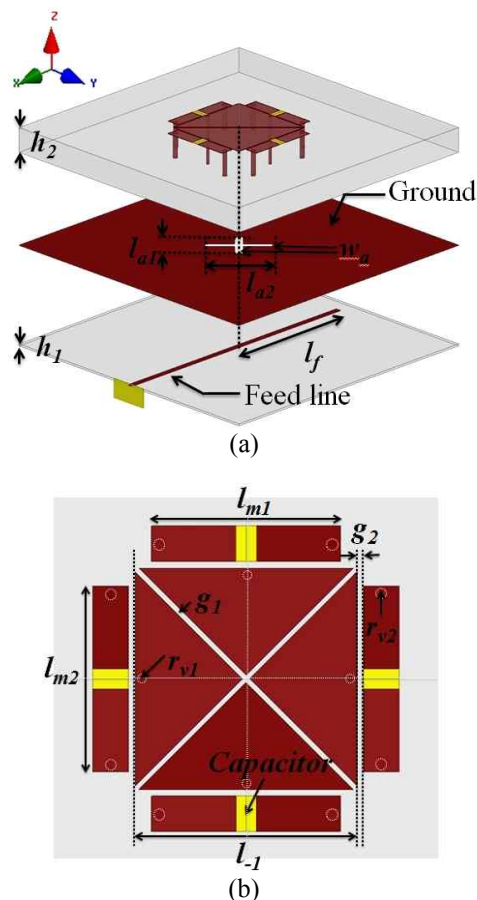 Z
X
Y
h2
Ground
la1
wa
la2
h1
lf
Feed line
(a)
lm1
g2
g1
rv2
rv1
lm2
Capacitor
l-1
(b)